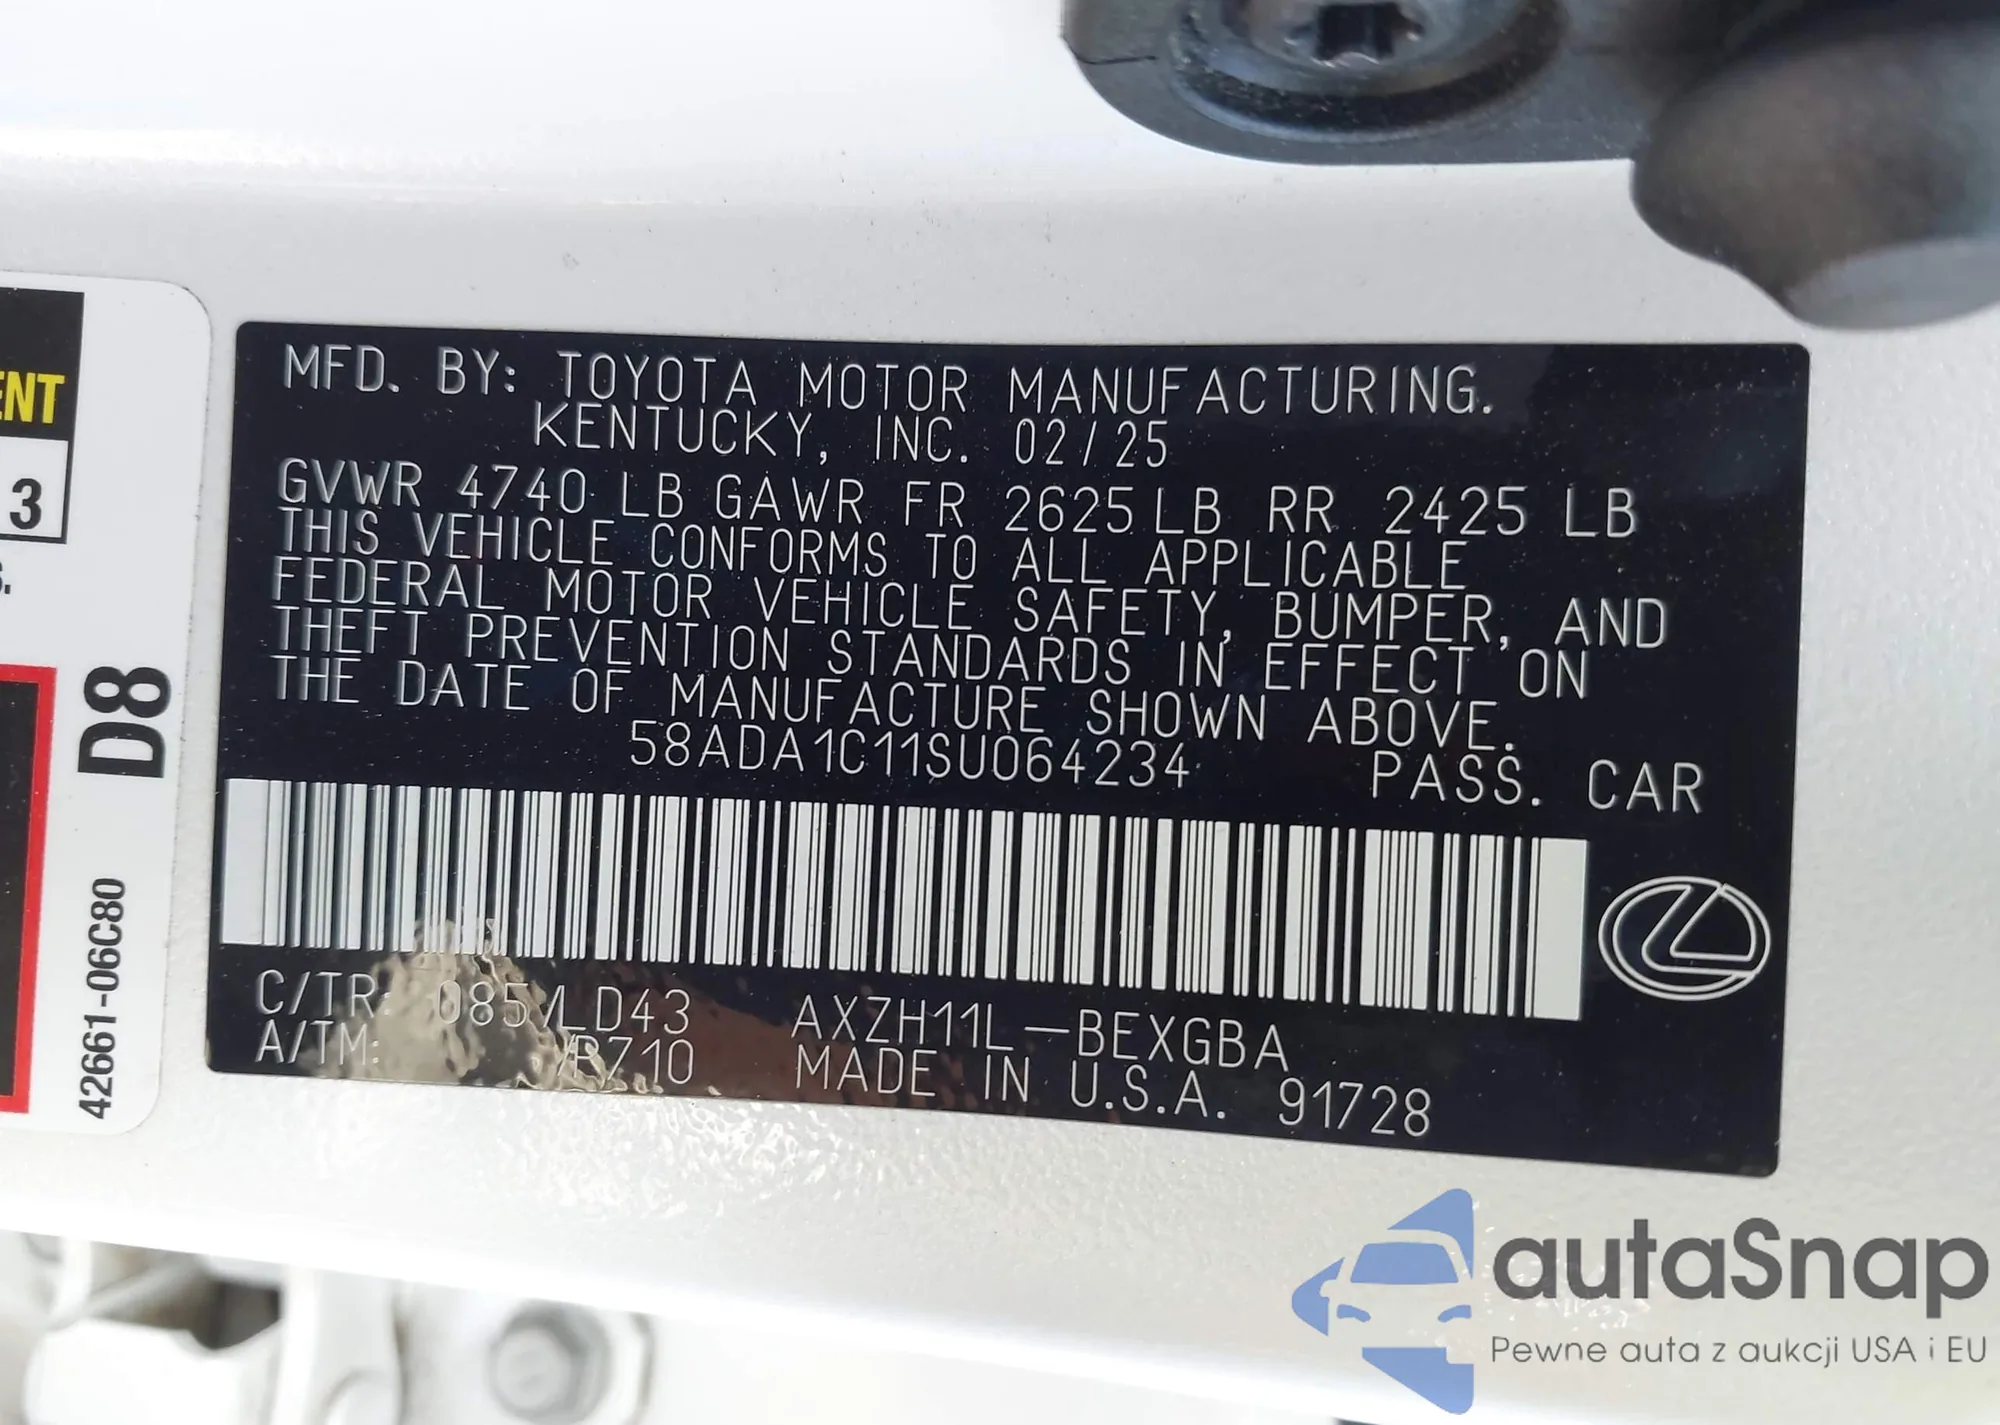 ENT
3
S.
D8
42661-06C80
MFD. BY: TOYOTA MOTOR MANUFACTURING.
KENTUCKY, INC. 02/25
GVWR 4740 LB GAWR FR 2625 LB RR 2425 LB
THIS VEHICLE CONFORMS TO ALL APPLICABLE
FEDERAL MOTOR VEHICLE SAFETY, BUMPER, AND
THEFT PREVENTION STANDARDS IN EFFECT ON
THE DATE OF MANUFACTURE SHOWN ABOVE.
58ADA1C11SU064234 PASS. CAR
C/TR: 085/LD43 AXZH11L-BEXGBA
A/TM: /P710 MADE IN U.S.A. 91728
autaSnap
Pewne auta z aukcji USA i EU